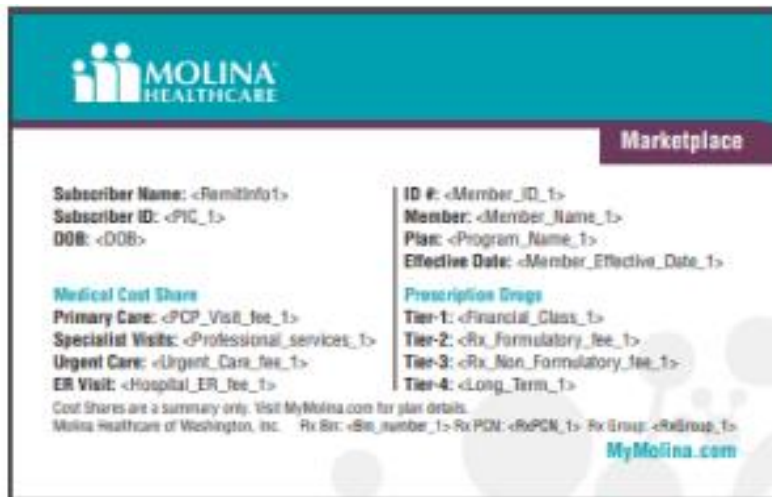 MOLINA
HEALTHCARE
Marketplace
Subscriber Name: <RemitInfo1>
Subscriber ID: <PIC_1>
DOB: <DOB>
ID #: <Member_ID_1>
Member: <Member_Name_1>
Plan: <Program_Name_1>
Effective Date: <Member_Effective_Date_1>
Medical Cost Share
Primary Care: <PCP_Visit_fee_1>
Specialist Visits: <Professional_services_1>
Urgent Care: <Urgent_Care_fee_1>
ER Visit: <Hospital_ER_fee_1>
Prescription Drugs
Tier-1: <Financial_Class_1>
Tier-2: <Rx_Formulatory_fee_1>
Tier-3: <Rx_Non_Formulatory_fee_1>
Tier-4: <Long_Term_1>
Cost Shares are a summary only. Visit MyMolina.com for plan details.
Molina Healthcare of Washington, Inc. Rx Bin: <Bin_number_1> Rx PCN: <RxPCN_1> Rx Group: <RxGroup_1>
MyMolina.com